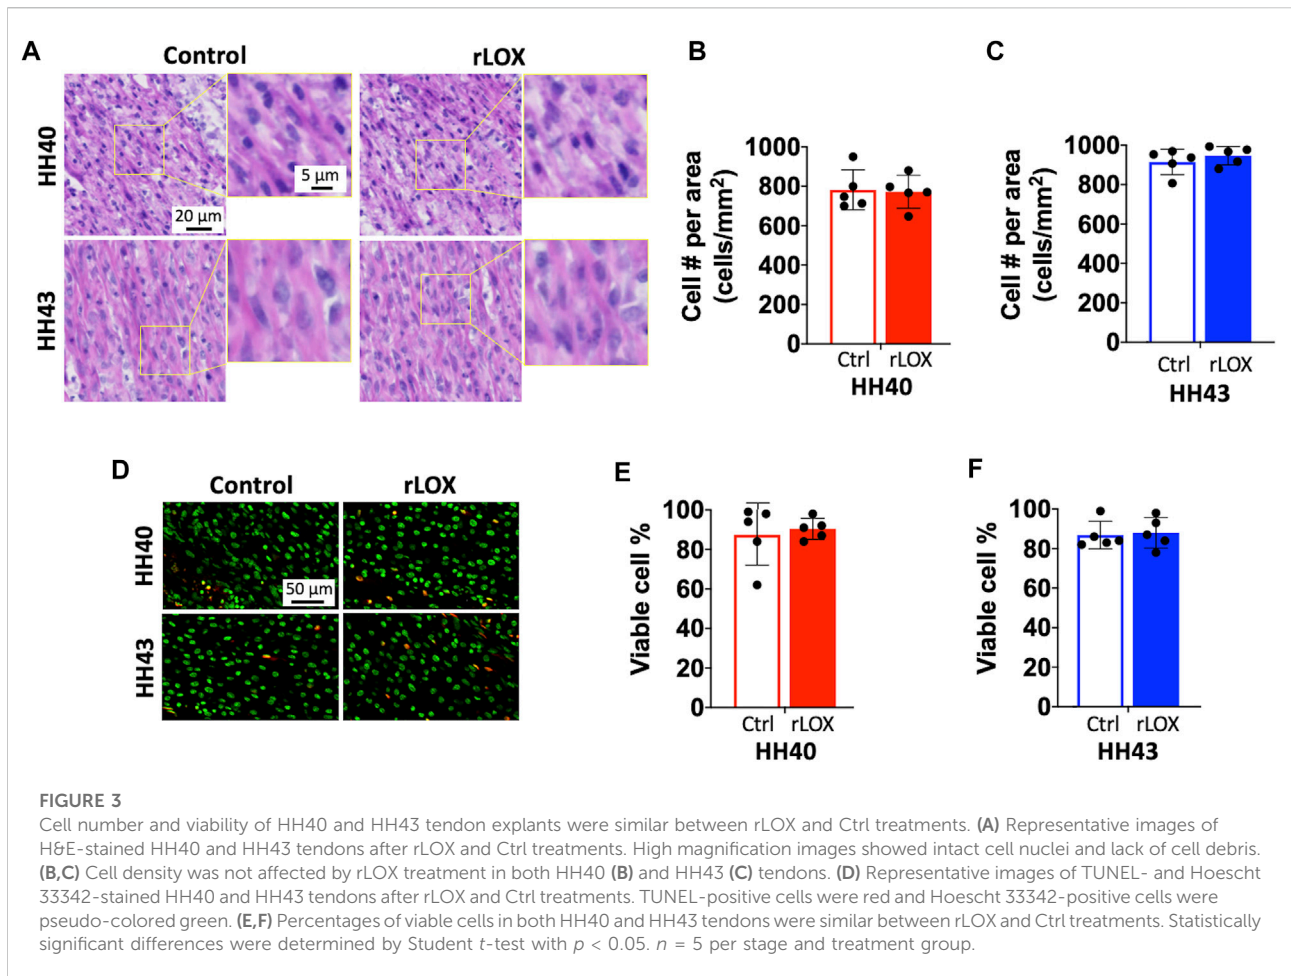 A
Control
rLOX
HH40
5 µm
20 µm
HH43
B
Cell # per area
(cells/mm²)
1000
800
600
400
200
0
Ctrl rLOX
HH40
C
Cell # per area
(cells/mm²)
1000
800
600
400
200
0
Ctrl rLOX
HH43
D
Control
rLOX
HH40
50 µm
HH43
E
Viable cell %
100
80
60
40
20
0
Ctrl rLOX
HH40
F
Viable cell %
100
80
60
40
20
0
Ctrl rLOX
HH43
FIGURE 3
Cell number and viability of HH40 and HH43 tendon explants were similar between rLOX and Ctrl treatments. (A) Representative images of
H&E-stained HH40 and HH43 tendons after rLOX and Ctrl treatments. High magnification images showed intact cell nuclei and lack of cell debris.
(B,C) Cell density was not affected by rLOX treatment in both HH40 (B) and HH43 (C) tendons. (D) Representative images of TUNEL- and Hoescht
33342-stained HH40 and HH43 tendons after rLOX and Ctrl treatments. TUNEL-positive cells were red and Hoescht 33342-positive cells were
pseudo-colored green. (E,F) Percentages of viable cells in both HH40 and HH43 tendons were similar between rLOX and Ctrl treatments. Statistically
significant differences were determined by Student t-test with p < 0.05. n = 5 per stage and treatment group.